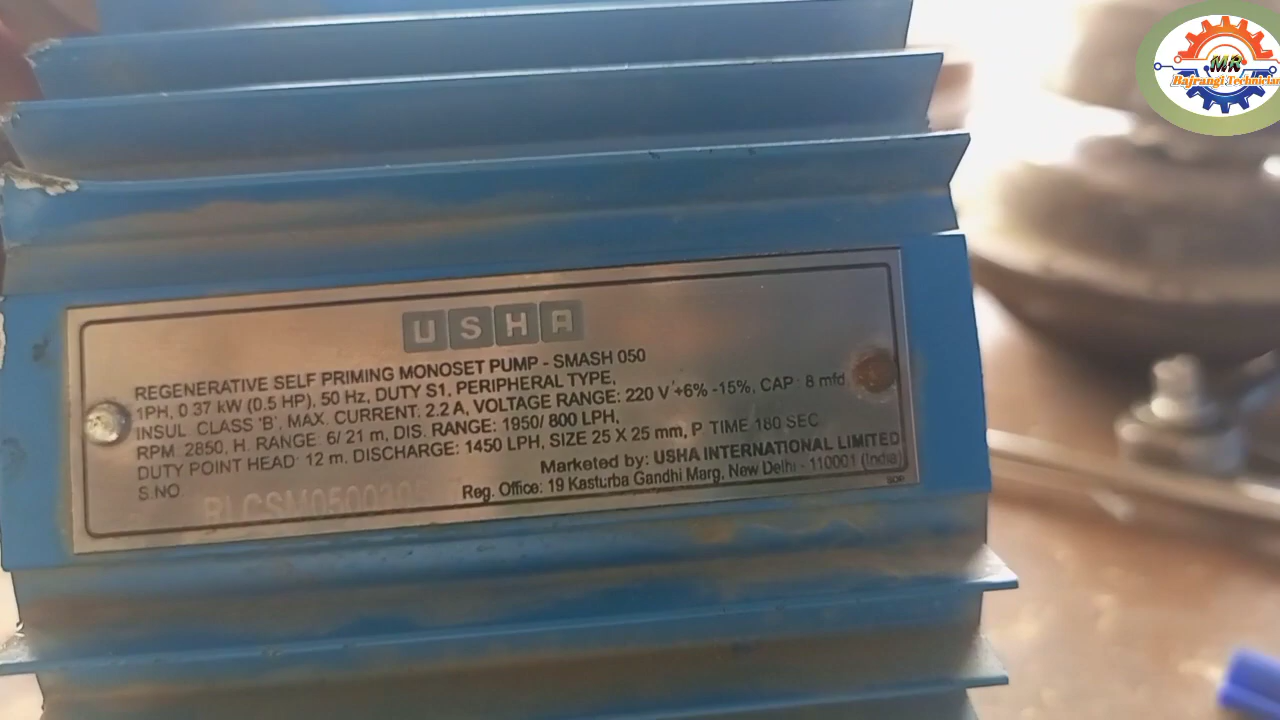 USHA
REGENERATIVE SELF PRIMING MONOSET PUMP - SMASH 050
1PH, 0.37 kW (0.5 HP), 50 Hz, DUTY S1, PERIPHERAL TYPE,
INSUL. CLASS 'B', MAX. CURRENT: 2.2 A, VOLTAGE RANGE: 220 V +6% -15%, CAP: 8 mfd
RPM: 2850, H. RANGE: 6/ 21 m, DIS. RANGE: 1950/ 800 LPH,
DUTY POINT HEAD: 12 m, DISCHARGE: 1450 LPH, SIZE 25 X 25 mm, P. TIME 180 SEC
S.NO.
Marketed by: USHA INTERNATIONAL LIMITED
Reg. Office: 19 Kasturba Gandhi Marg, New Delhi - 110001 (India)
MR
Bajrangi Technician